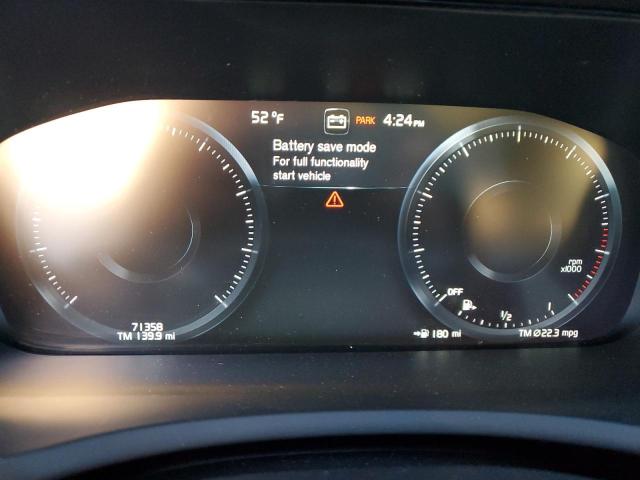 52 °F PARK 4:24 PM
Battery save mode
For full functionality
start vehicle
rpm
x1000
OFF
1/2
1
71358
TM 139.9 mi
180 mi
TM Ø22.3 mpg